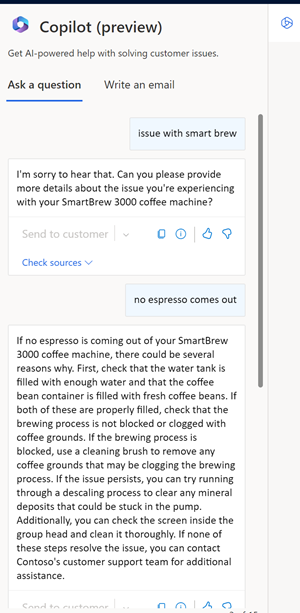 Copilot (preview)
Get AI-powered help with solving customer issues.
Ask a question
Write an email
issue with smart brew
I'm sorry to hear that. Can you please provide
more details about the issue you're experiencing
with your SmartBrew 3000 coffee machine?
Send to customer
Check sources
no espresso comes out
If no espresso is coming out of your SmartBrew
3000 coffee machine, there could be several
reasons why. First, check that the water tank is
filled with enough water and that the coffee
bean container is filled with fresh coffee beans. If
both of these are properly filled, check that the
brewing process is not blocked or clogged with
coffee grounds. If the brewing process is
blocked, use a cleaning brush to remove any
coffee grounds that may be clogging the brewing
process. If the issue persists, you can try running
through a descaling process to clear any mineral
deposits that could be stuck in the pump.
Additionally, you can check the screen inside the
group head and clean it thoroughly. If none of
these steps resolve the issue, you can contact
Contoso's customer support team for additional
assistance.
Send to customer